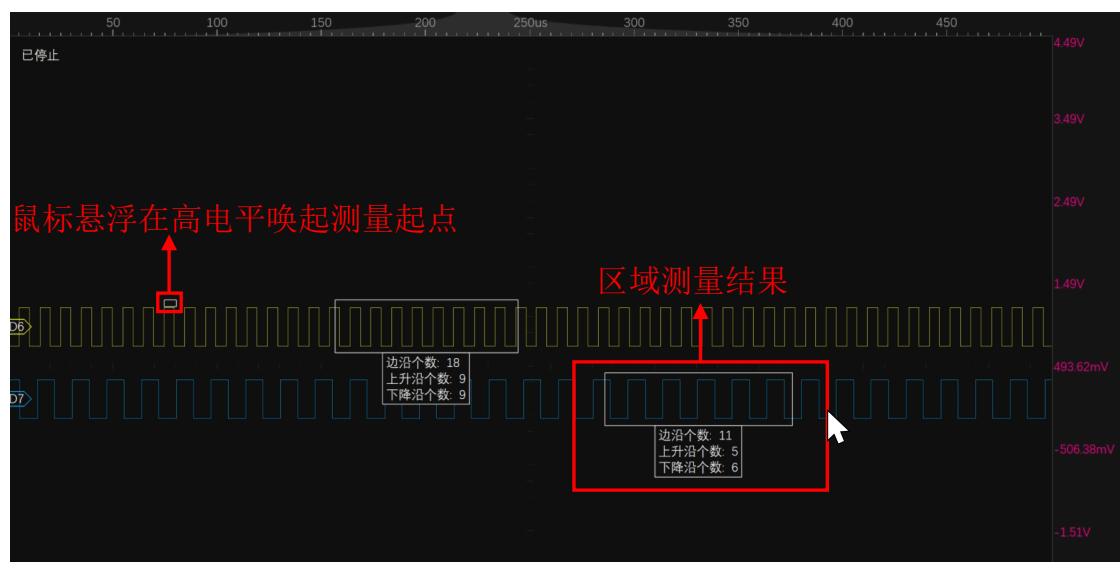 50 100 150 200 250us 300 350 400 450
已停止
4.49V
3.49V
2.49V
鼠标悬浮在高电平唤起测量起点
区域测量结果
1.49V
D6
边沿个数: 18
上升沿个数: 9
下降沿个数: 9
493.62mV
D7
边沿个数: 11
上升沿个数: 5
下降沿个数: 6
-506.38mV
-1.51V